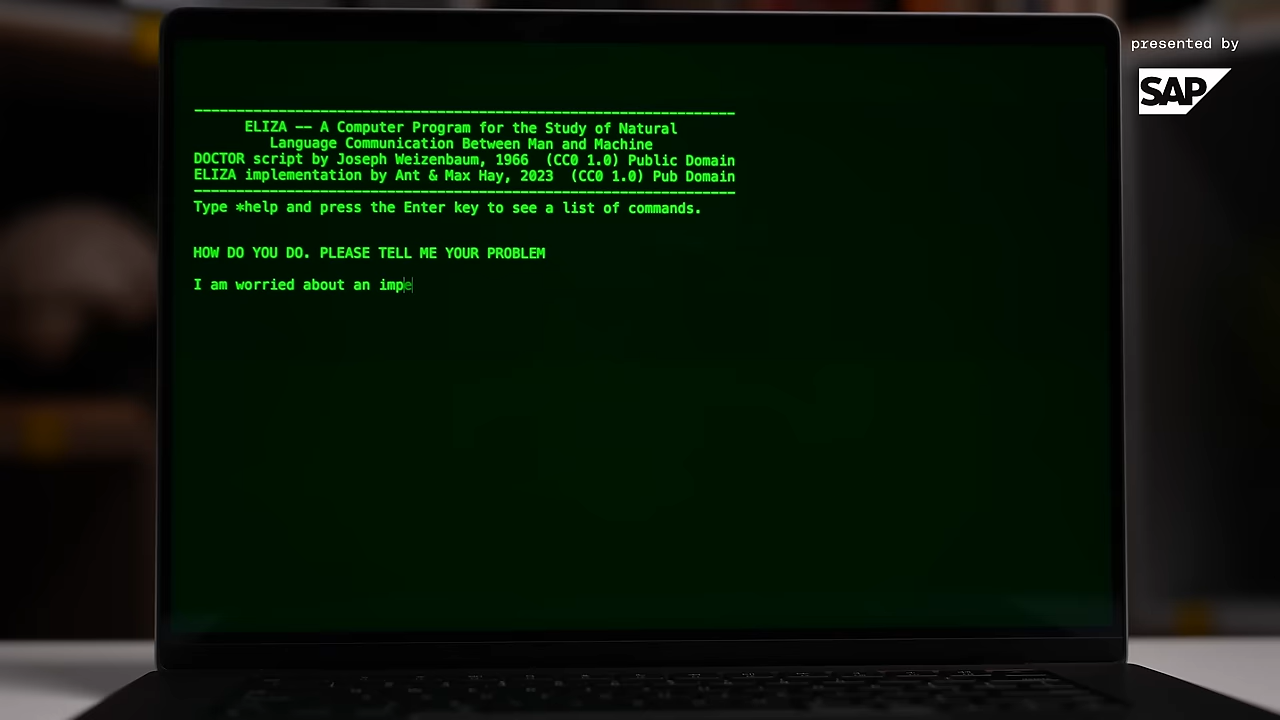 presented by
SAP
ELIZA –– A Computer Program for the Study of Natural
Language Communication Between Man and Machine
DOCTOR script by Joseph Weizenbaum, 1966 (CC0 1.0) Public Domain
ELIZA implementation by Ant & Max Hay, 2023 (CC0 1.0) Pub Domain
Type *help and press the Enter key to see a list of commands.
HOW DO YOU DO. PLEASE TELL ME YOUR PROBLEM
I am worried about an impe